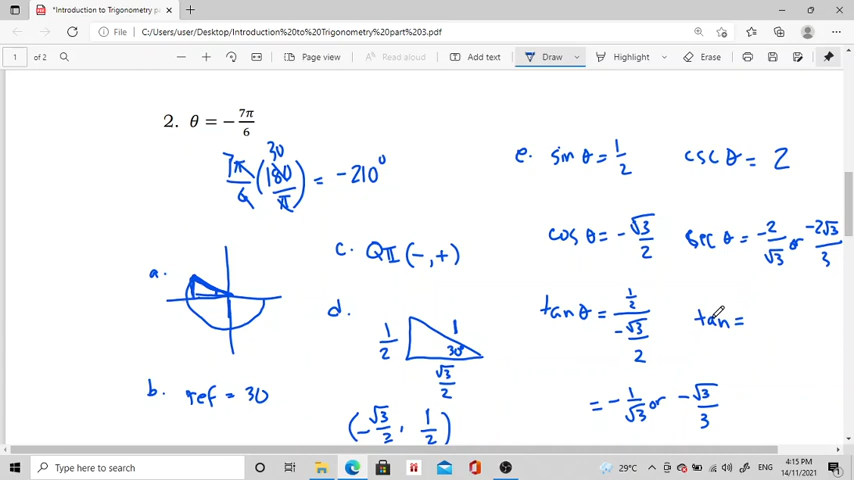 *Introduction to Trigonometry pa
File
C:/Users/user/Desktop/Introduction%20to%20Trigonometry%20part%203.pdf
1 of 2
Page view
Read aloud
Add text
Draw
Highlight
Erase
2. θ = − 7π/6
7π/6 (180/π) = -210°
30
a.
b. ref = 30
c. QII (-, +)
d.
1/2
1
30°
√3/2
(-√3/2, 1/2)
e. sin θ = 1/2
csc θ = 2
cos θ = -√3/2
sec θ = -2/√3 or -2√3/3
tan θ = (1/2)/(-√3/2)
tan =
= -1/√3 or -√3/3
Type here to search
29°C
ENG
4:15 PM
14/11/2021